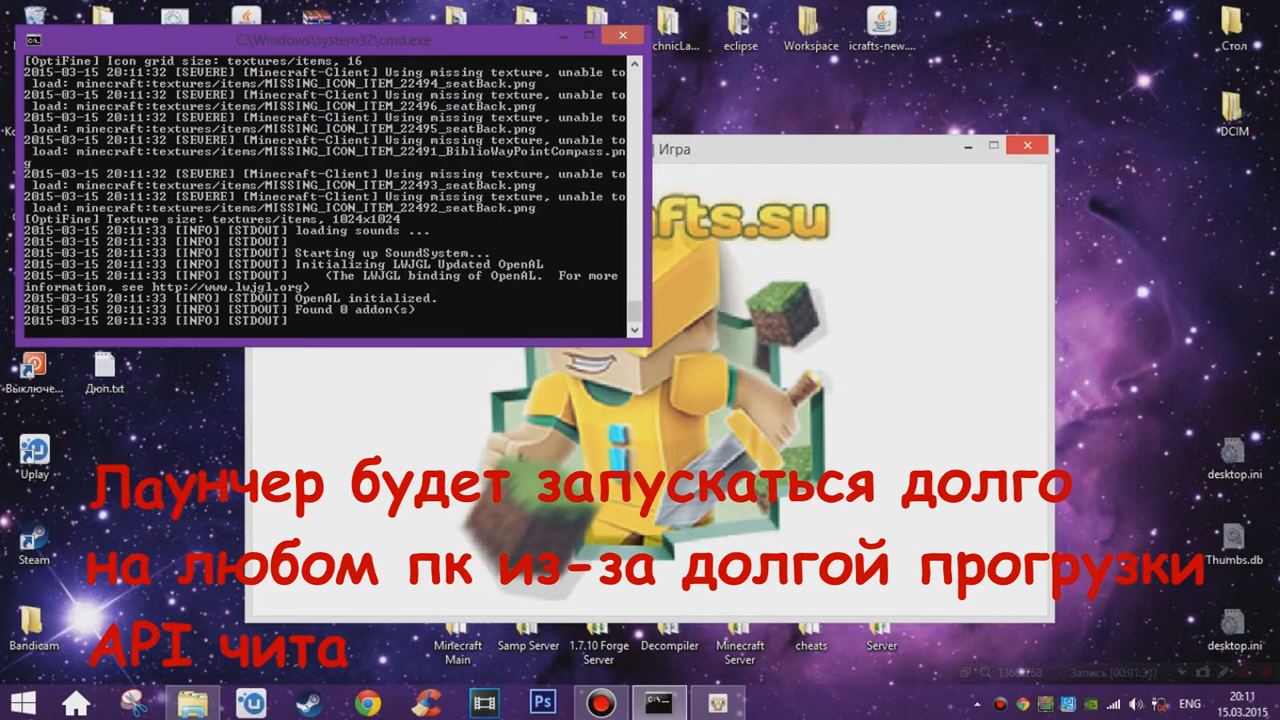 C:\Windows\system32\cmd.exe
[OptiFine] Icon grid size: textures/items, 16
2015-03-15 20:11:32 [SEVERE] [Minecraft-Client] Using missing texture, unable to
load: minecraft:textures/items/MISSING_ICON_ITEM_22494_seatBack.png
2015-03-15 20:11:32 [SEVERE] [Minecraft-Client] Using missing texture, unable to
load: minecraft:textures/items/MISSING_ICON_ITEM_22496_seatBack.png
2015-03-15 20:11:32 [SEVERE] [Minecraft-Client] Using missing texture, unable to
load: minecraft:textures/items/MISSING_ICON_ITEM_22495_seatBack.png
2015-03-15 20:11:32 [SEVERE] [Minecraft-Client] Using missing texture, unable to
load: minecraft:textures/items/MISSING_ICON_ITEM_22491_BiblioWayPointCompass.pn
g
2015-03-15 20:11:32 [SEVERE] [Minecraft-Client] Using missing texture, unable to
load: minecraft:textures/items/MISSING_ICON_ITEM_22493_seatBack.png
2015-03-15 20:11:32 [SEVERE] [Minecraft-Client] Using missing texture, unable to
load: minecraft:textures/items/MISSING_ICON_ITEM_22492_seatBack.png
[OptiFine] Texture size: textures/items, 1024x1024
2015-03-15 20:11:33 [INFO] [STDOUT] loading sounds ...
2015-03-15 20:11:33 [INFO] [STDOUT]
2015-03-15 20:11:33 [INFO] [STDOUT] Starting up SoundSystem...
2015-03-15 20:11:33 [INFO] [STDOUT] Initializing LWJGL Updated OpenAL
2015-03-15 20:11:33 [INFO] [STDOUT] (The LWJGL binding of OpenAL. For more
information, see http://www.lwjgl.org)
2015-03-15 20:11:33 [INFO] [STDOUT] OpenAL initialized.
2015-03-15 20:11:33 [INFO] [STDOUT] Found 0 addon(s)
2015-03-15 20:11:33 [INFO] [STDOUT]
chnicLa...
eclipse
Workspace
icrafts-new....
Стол
DCIM
| Игра
afts.su
Выключе...
Дюп.txt
Uplay
desktop.ini
Лаунчер будет запускаться долго
на любом пк из-за долгой прогрузки
API чита
Steam
Thumbs.db
Bandicam
Minecraft
Main
Samp Server
1.7.10 Forge
Server
Decompiler
Minecraft
Server
cheats
Server
desktop.ini
Ps
ENG
20:11
15.03.2015